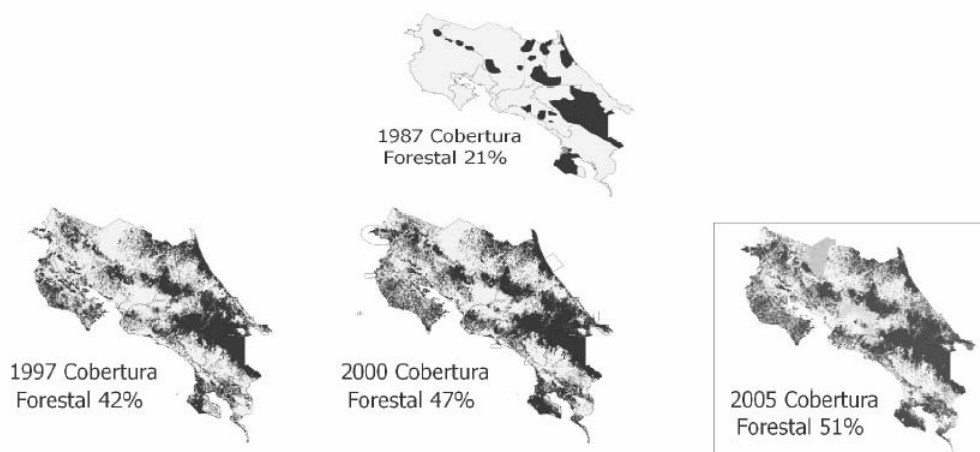 1987 Cobertura
Forestal 21%
1997 Cobertura
Forestal 42%
2000 Cobertura
Forestal 47%
2005 Cobertura
Forestal 51%